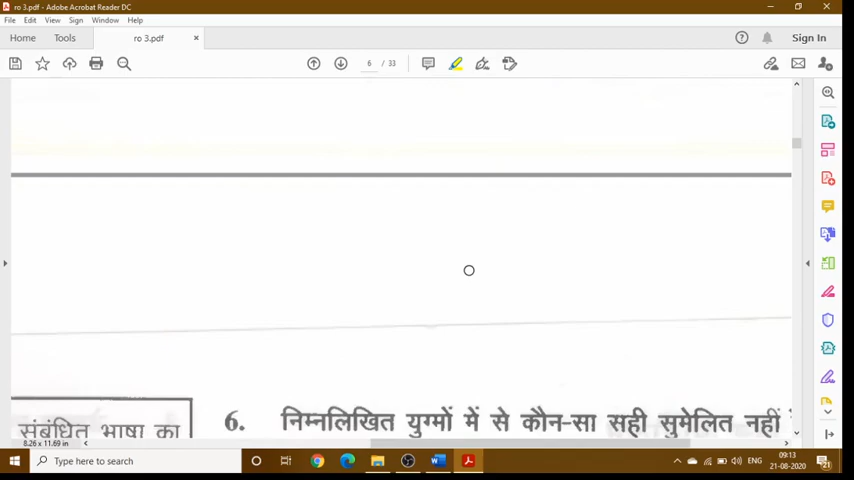 ro 3.pdf - Adobe Acrobat Reader DC
File Edit View Sign Window Help
Home Tools ro 3.pdf × Sign In
6 / 33
संबंधित भाषा का
6. निम्नलिखित युग्मों में से कौन-सा सही सुमेलित नहीं
8.26 x 11.69 in
Type here to search
ENG
09:13
21-08-2020